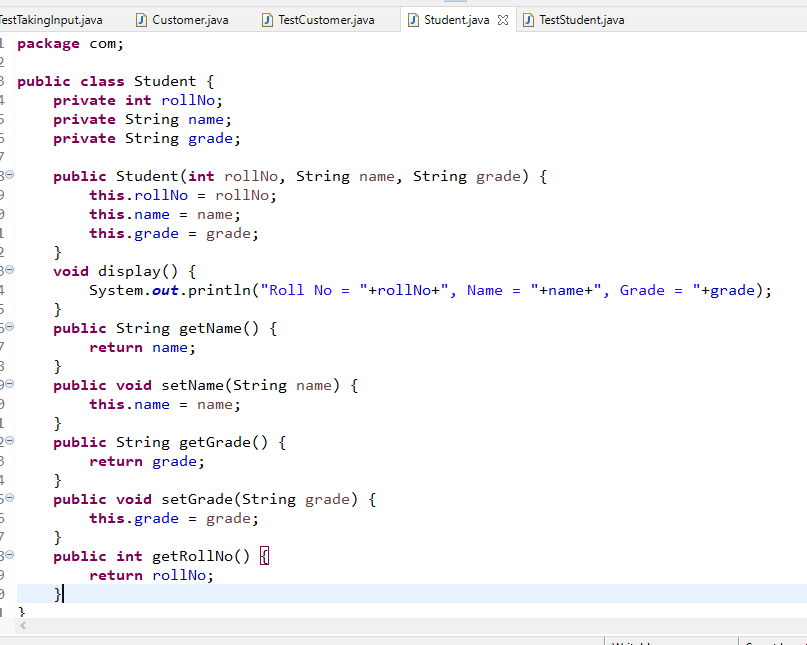 TestTakingInput.java Customer.java TestCustomer.java Student.java TestStudent.java
package com;
public class Student {
private int rollNo;
private String name;
private String grade;
public Student(int rollNo, String name, String grade) {
this.rollNo = rollNo;
this.name = name;
this.grade = grade;
}
void display() {
System.out.println("Roll No = "+rollNo+", Name = "+name+", Grade = "+grade);
}
public String getName() {
return name;
}
public void setName(String name) {
this.name = name;
}
public String getGrade() {
return grade;
}
public void setGrade(String grade) {
this.grade = grade;
}
public int getRollNo() {
return rollNo;
}
}